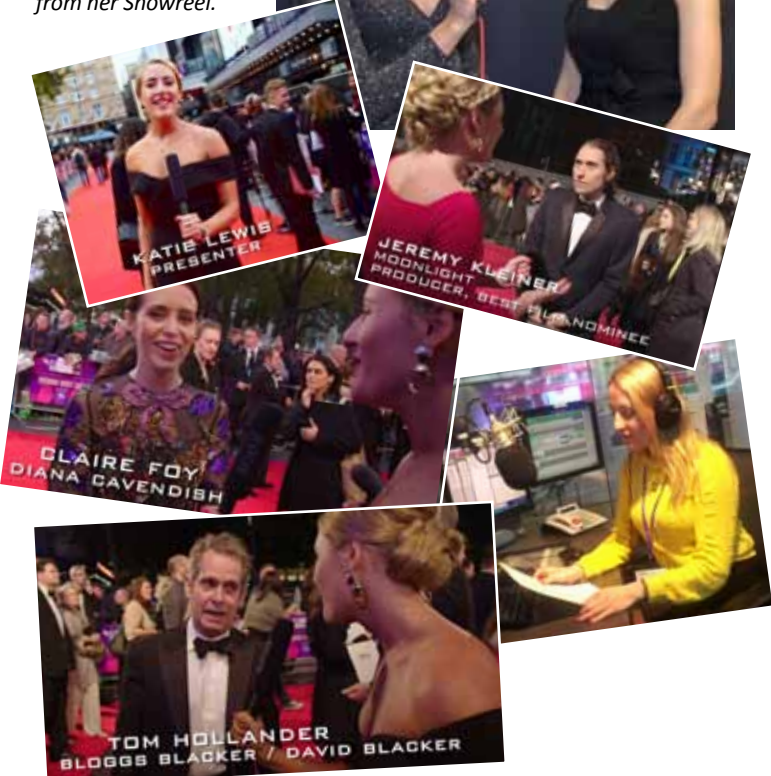 from her Showreel.
KATIE LEWIS
PRESENTER
JEREMY KLEINER
MOONLIGHT
PRODUCER, BEST FILM NOMINEE
CLAIRE FOY
DIANA CAVENDISH
TOM HOLLANDER
BLOGGS BLACKER / DAVID BLACKER